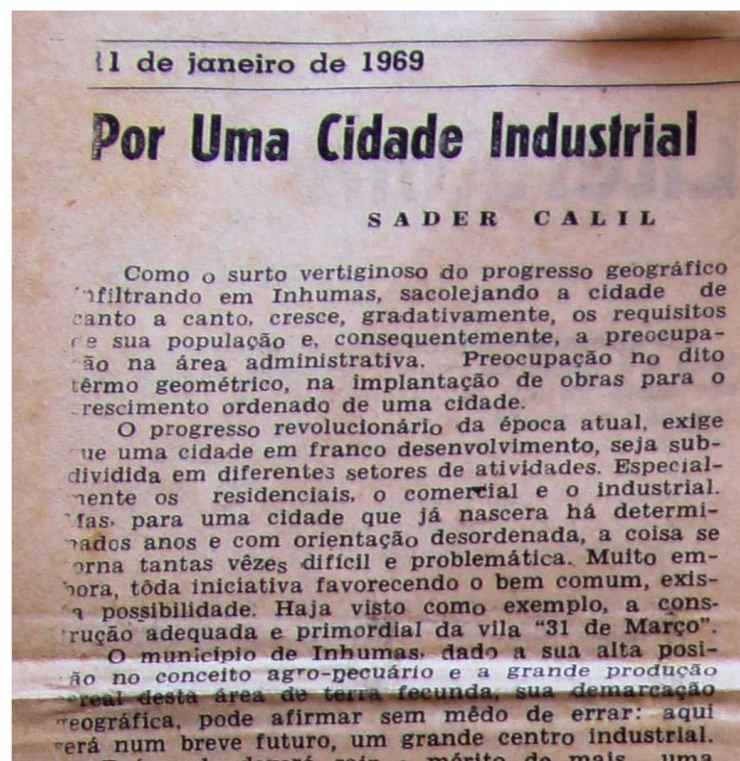 11 de janeiro de 1969
Por Uma Cidade Industrial
SADER CALIL
Como o surto vertiginoso do progresso geográfico
infiltrando em Inhumas, sacolejando a cidade de
canto a canto, cresce, gradativamente, os requisitos
de sua população e, consequentemente, a preocupa-
ção na área administrativa. Preocupação no dito
têrmo geométrico, na implantação de obras para o
crescimento ordenado de uma cidade.
O progresso revolucionário da época atual, exige
que uma cidade em franco desenvolvimento, seja sub-
dividida em diferentes setores de atividades. Especial-
mente os residenciais, o comercial e o industrial.
Mas, para uma cidade que já nascera há determi-
nados anos e com orientação desordenada, a coisa se
torna tantas vêzes difícil e problemática. Muito em-
bora, tôda iniciativa favorecendo o bem comum, exis-
ta possibilidade. Haja visto como exemplo, a cons-
trução adequada e primordial da vila "31 de Março".
O município de Inhumas, dado a sua alta posi-
ção no conceito agro-pecuário e a grande produção
cereal desta área de terra fecunda, sua demarcação
geográfica, pode afirmar sem mêdo de errar: aqui
será num breve futuro, um grande centro industrial.
mérito de mais uma